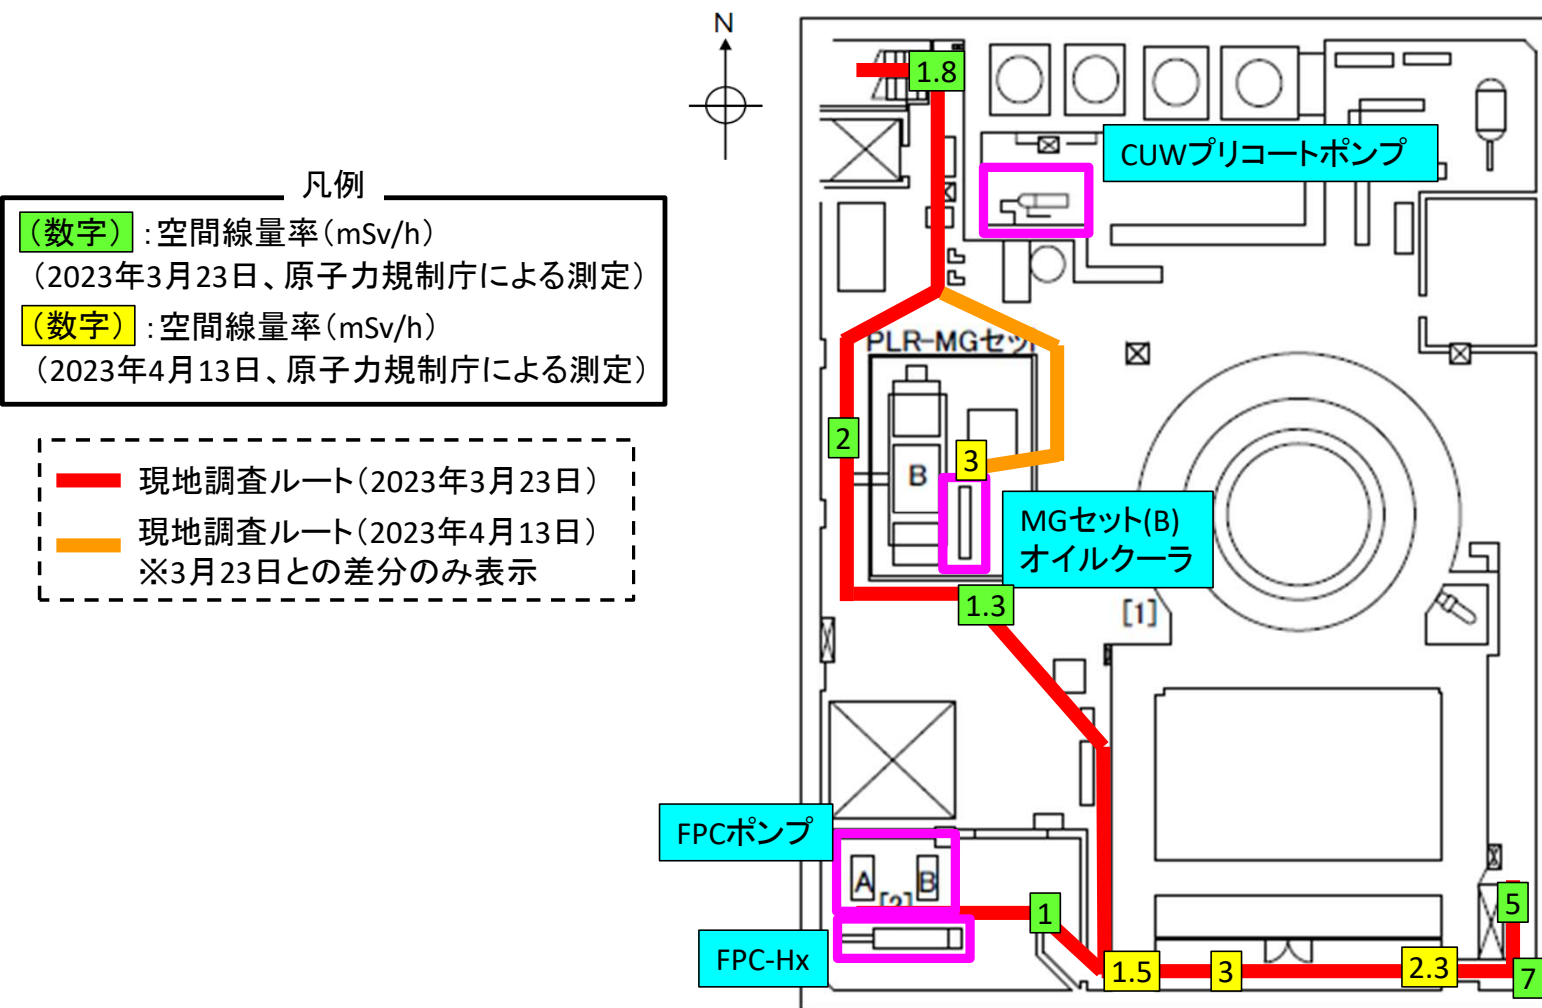 凡例
（数字）:空間線量率（mSv/h）
（2023年3月23日、原子力規制庁による測定）
（数字）:空間線量率（mSv/h）
（2023年4月13日、原子力規制庁による測定）
現地調査ルート（2023年3月23日）
現地調査ルート（2023年4月13日）
※3月23日との差分のみ表示
N
1.8
CUWプリコートポンプ
PLR-MGセット
2
3
B
MGセット(B)
オイルクーラ
1.3
[1]
FPCポンプ
A
B
[2]
1
5
FPC-Hx
1.5
3
2.3
7